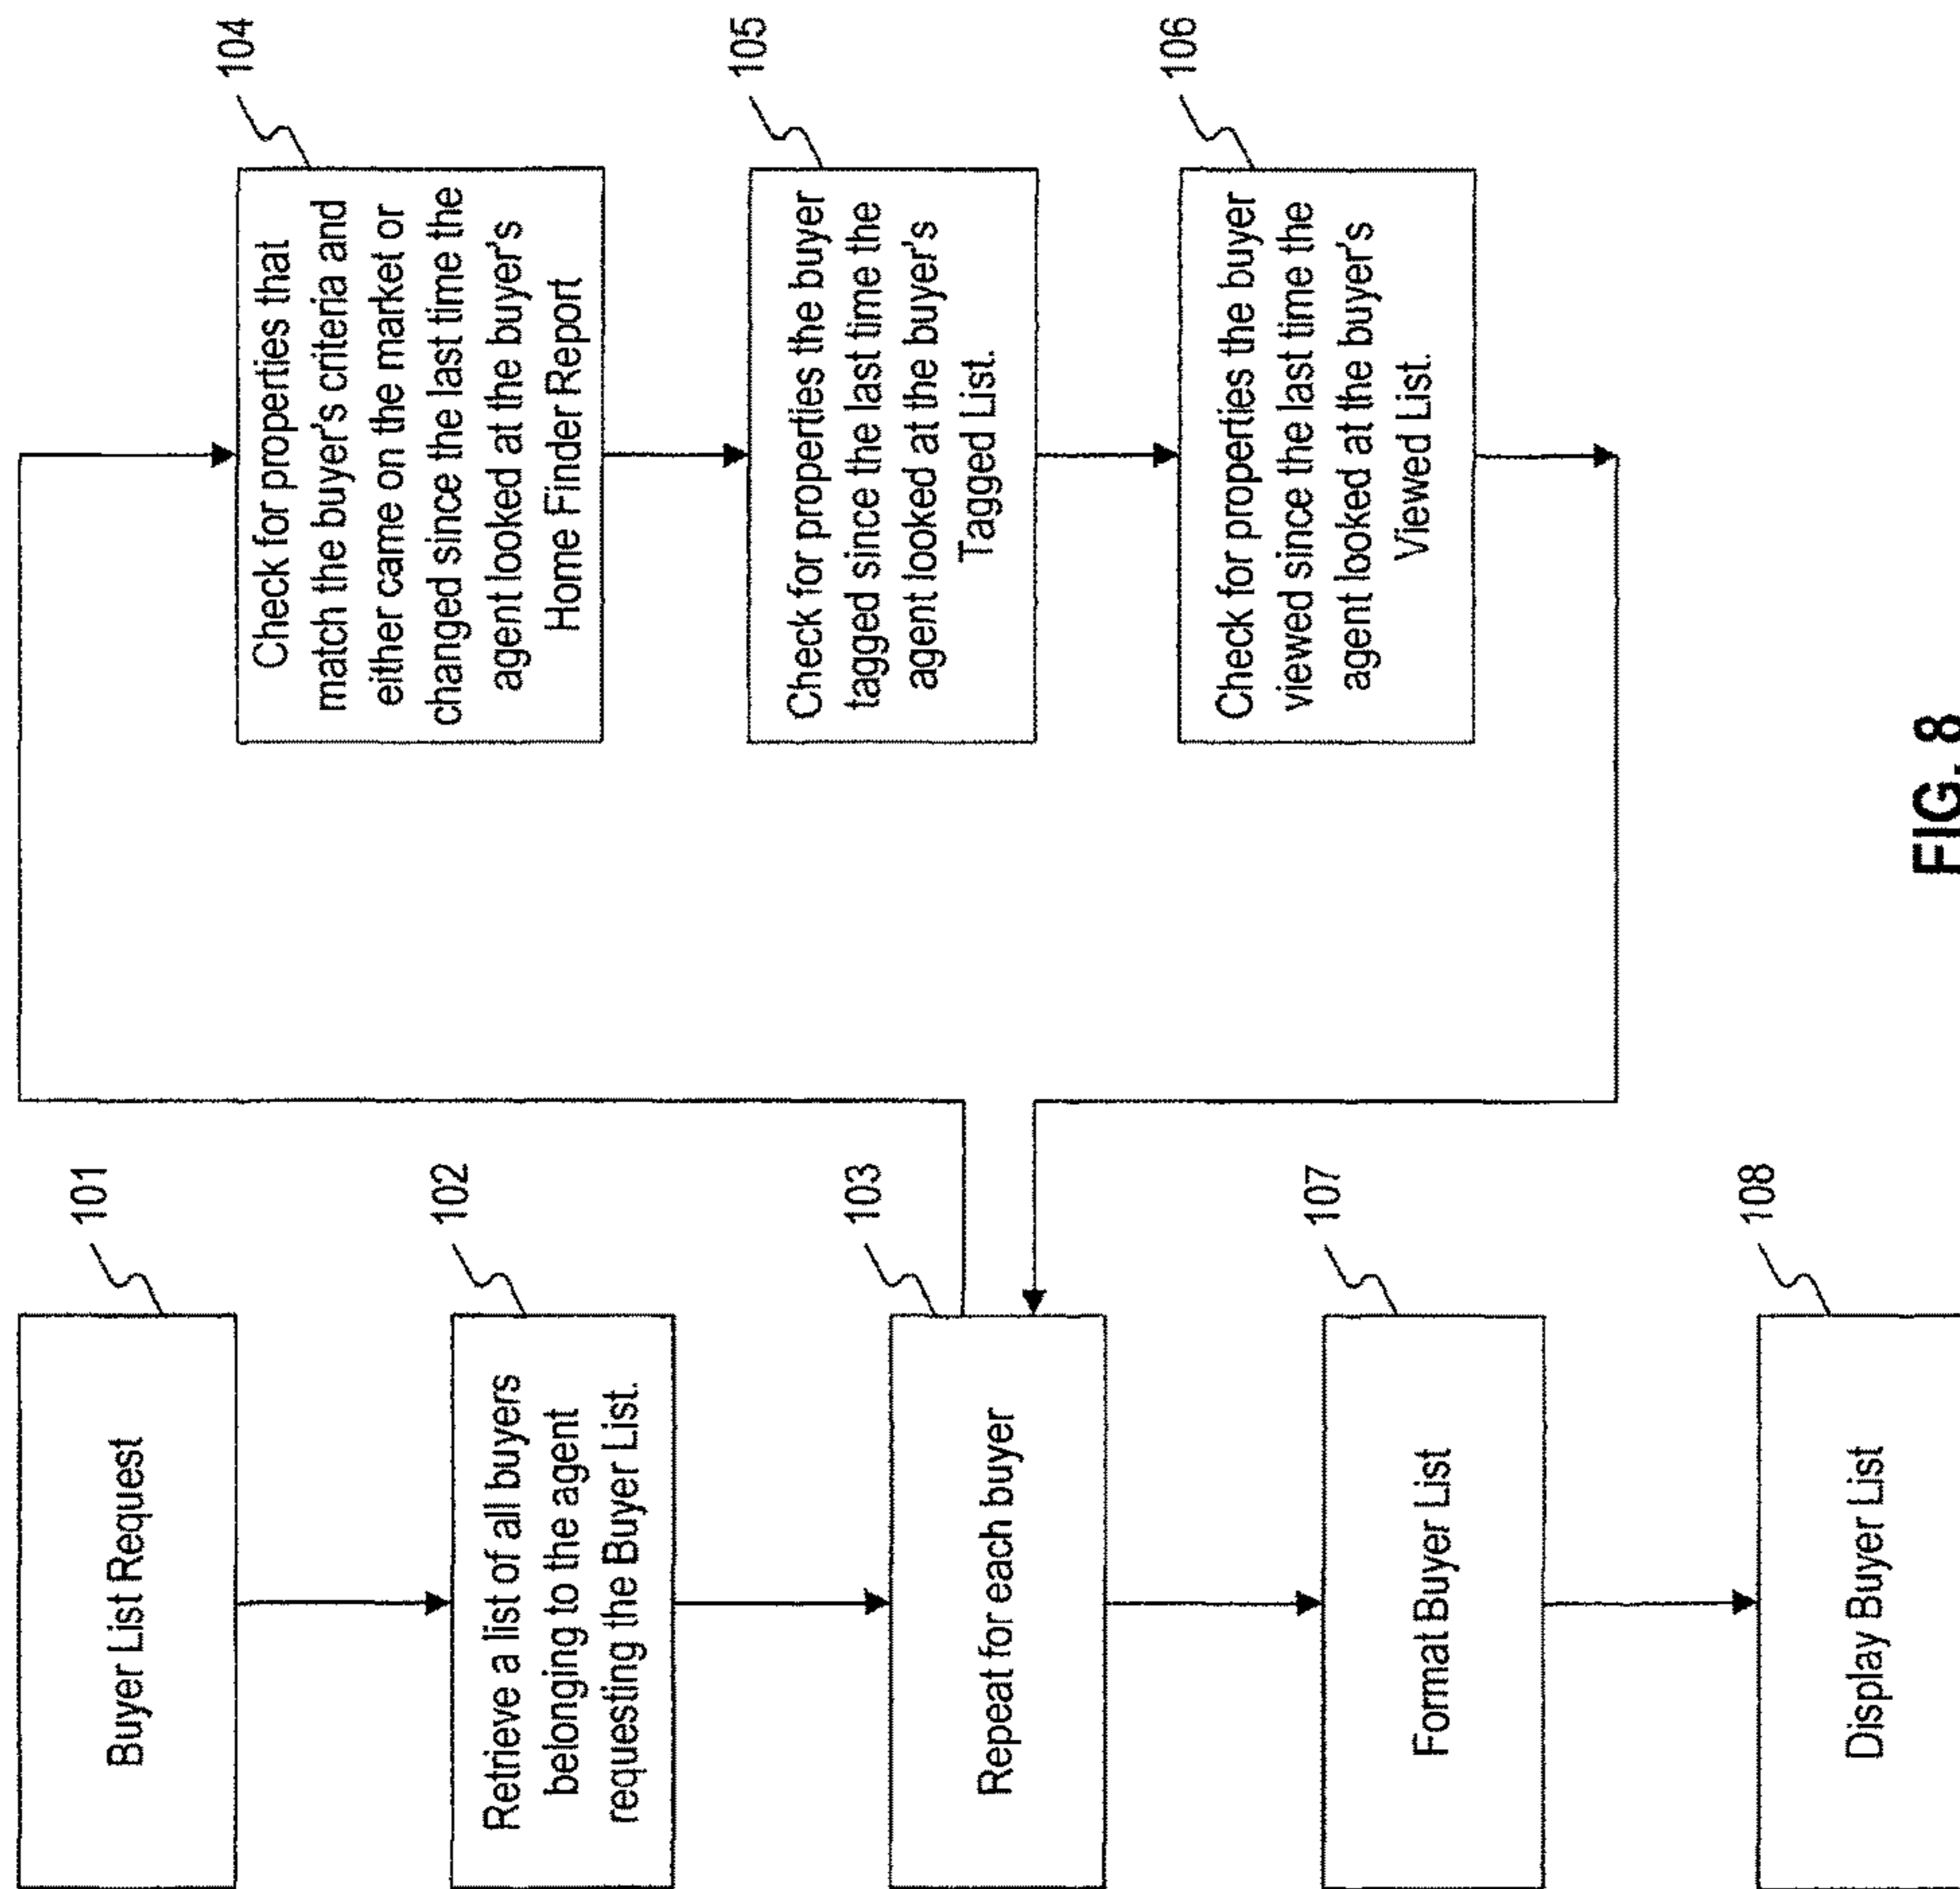 101
Buyer List Request
102
Retrieve a list of all buyers
belonging to the agent
requesting the Buyer List.
103
Repeat for each buyer
107
Format Buyer List
108
Display Buyer List
104
Check for properties that
match the buyer's criteria and
either came on the market or
changed since the last time the
agent looked at the buyer's
Home Finder Report
105
Check for properties the buyer
tagged since the last time the
agent looked at the buyer's
Tagged List.
106
Check for properties the buyer
viewed since the last time the
agent looked at the buyer's
Viewed List.
FIG. 8